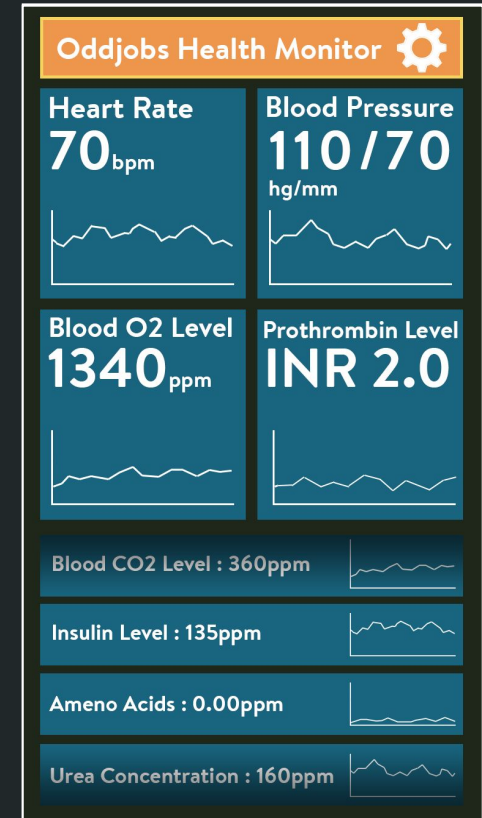 Oddjobs Health Monitor
Heart Rate
70bpm
Blood Pressure
110/70
hg/mm
Blood O2 Level
1340ppm
Prothrombin Level
INR 2.0
Blood CO2 Level : 360ppm
Insulin Level : 135ppm
Ameno Acids : 0.00ppm
Urea Concentration : 160ppm